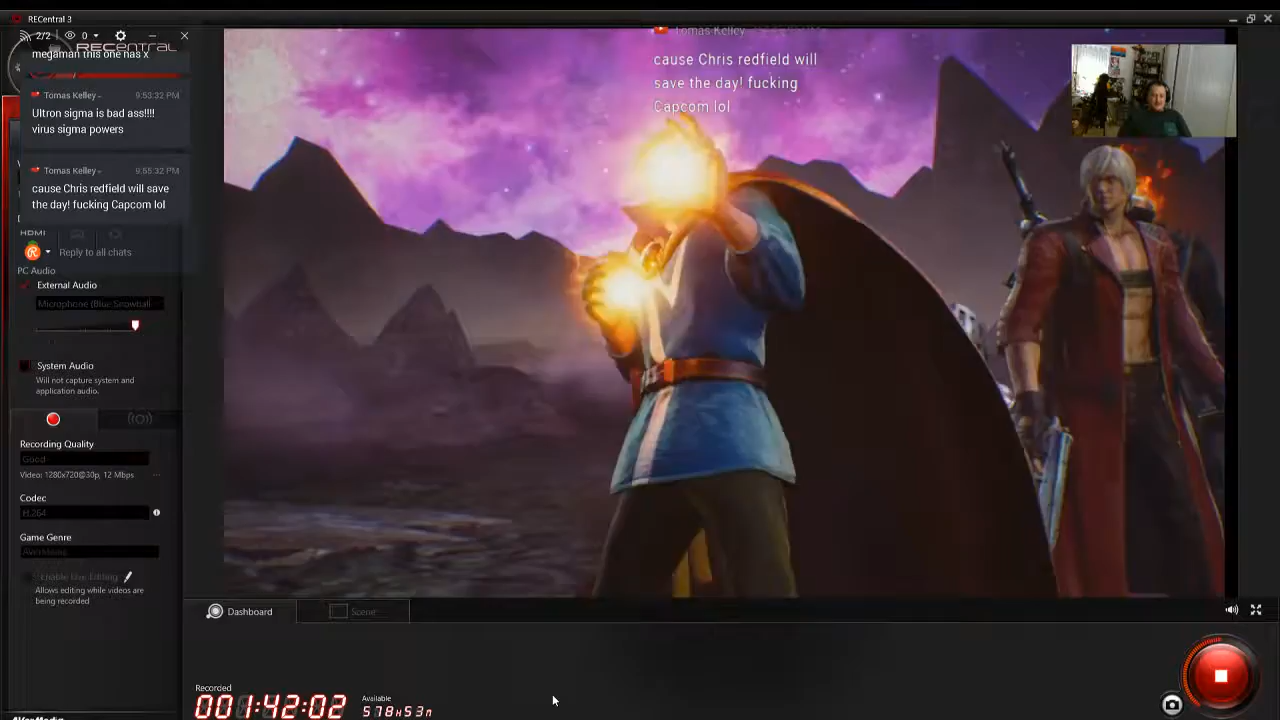 RECentral 3
2/2 0
RECENTRAL
megaman this one has x
Tomas Kelley 9:53:32 PM
Ultron sigma is bad ass!!!!
virus sigma powers
Tomas Kelley 9:55:32 PM
cause Chris redfield will save
the day! fucking Capcom lol
HDMI
Reply to all chats
PC Audio
External Audio
Microphone (Blue Snowball
System Audio
Will not capture system and
application audio.
Recording Quality
Good
Video: 1280x720@30p, 12 Mbps ...
Codec
H.264
Game Genre
AVerMedia
Enable Live Editing
Allows editing while videos are
being recorded
Tomas Kelley
cause Chris redfield will
save the day! fucking
Capcom lol
Dashboard
Scene
Recorded
001:42:02
Available
578H53n
AVerMedia